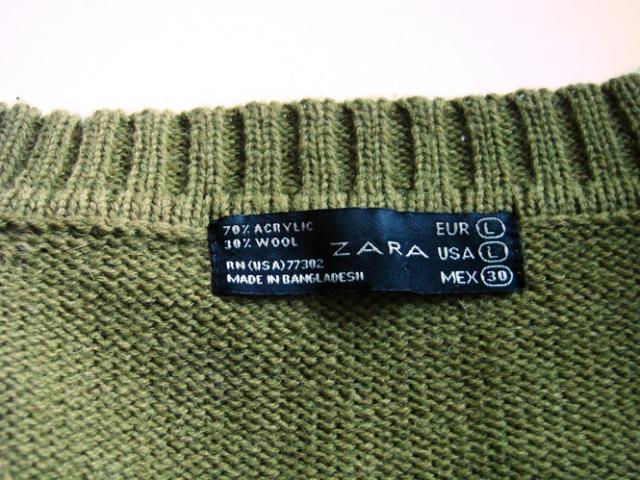 70% ACRYLIC
30% WOOL
RN(USA)77302
MADE IN BANGLADESH
ZARA
EUR L
USA L
MEX 30